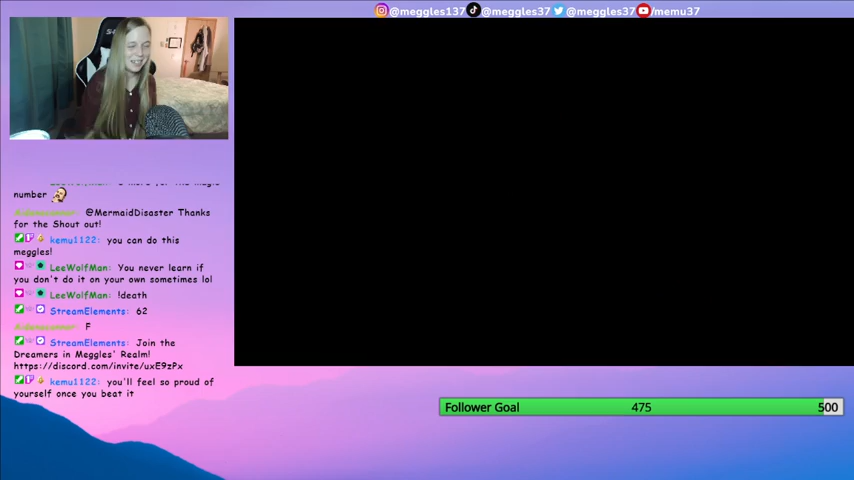 @meggles137 @meggles37 @meggles37 /memu37
number
@MermaidDisaster Thanks
for the Shout out!
kemu1122: you can do this
meggles!
LeeWolfMan: You never learn if
you don't do it on your own sometimes lol
LeeWolfMan: !death
StreamElements: 62
F
StreamElements: Join the
Dreamers in Meggles' Realm!
https://discord.com/invite/uxE9zPx
kemu1122: you'll feel so proud of
yourself once you beat it
Follower Goal 475 500